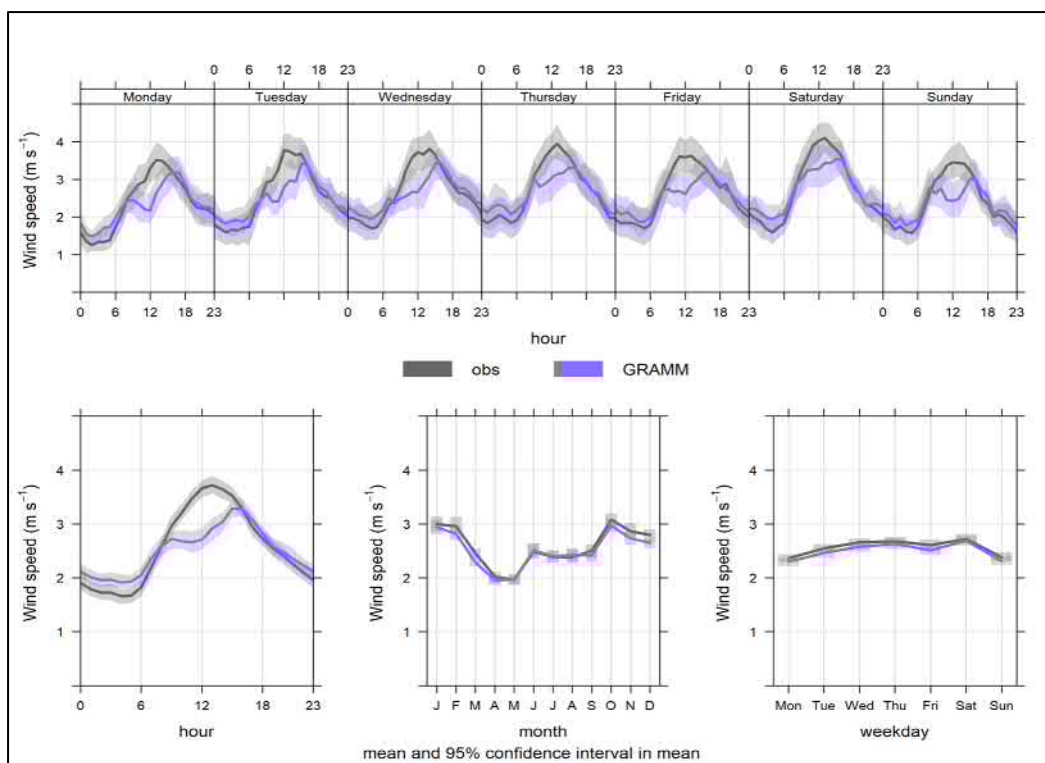 0 12 18 23 0 6 12 18 23 0 6 12 18 23
Monday Tuesday Wednesday Thursday Friday Saturday Sunday
4
3
2
1
Wind speed (m s⁻¹)
0 6 12 18 23 0 6 12 18 23 0 6 12 18 23 0 6 12 18 23
hour
obs GRAMM
4
3
2
1
Wind speed (m s⁻¹)
0 6 12 18 23
hour
4
3
2
1
Wind speed (m s⁻¹)
J F M A M J J A S O N D
month
4
3
2
1
Wind speed (m s⁻¹)
Mon Tue Wed Thu Fri Sat Sun
weekday
mean and 95% confidence interval in mean